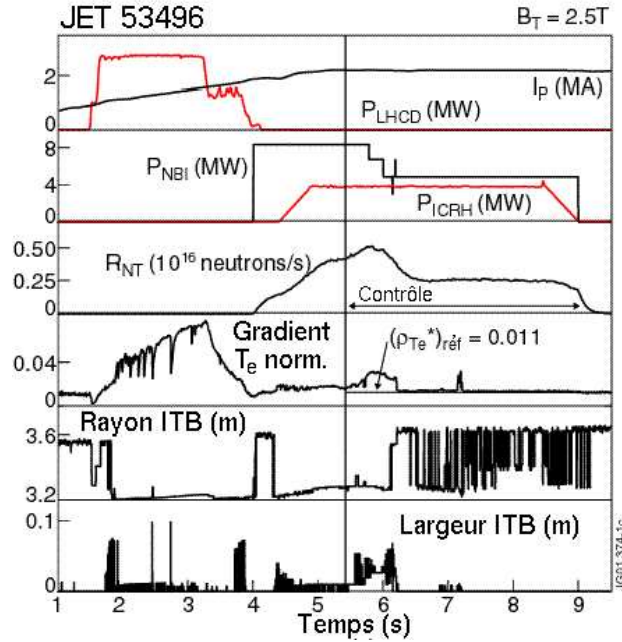 JET 53496
B_T = 2.5T
2
0
I_P (MA)
P_LHCD (MW)
8
4
0
P_NBI (MW)
P_ICRH (MW)
0.50
0.25
0
R_NT (10^16 neutrons/s)
Contrôle
0.04
Gradient
T_e norm.
(ρ_Te*)_réf = 0.011
3.6
3.2
Rayon ITB (m)
0.1
0
Largeur ITB (m)
1 2 3 4 5 6 7 8 9
Temps (s)